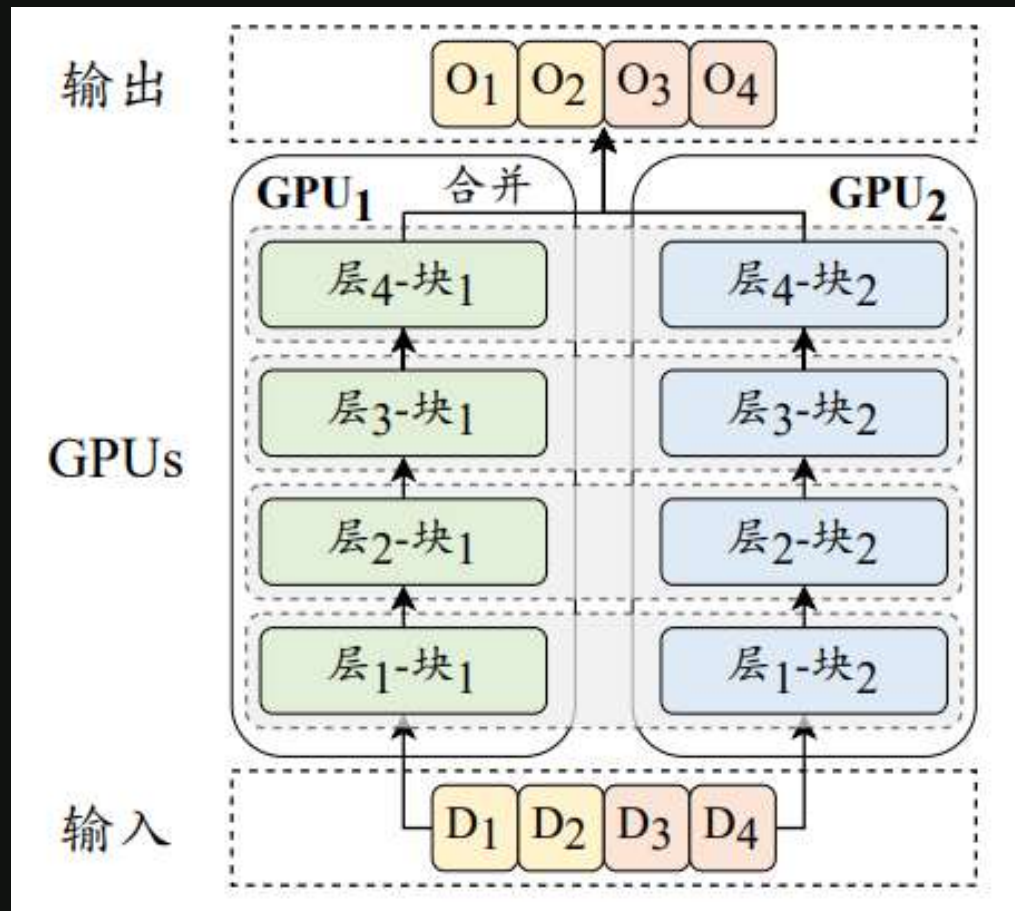 输出
O1 O2 O3 O4
GPU1 合并 GPU2
层4-块1 层4-块2
层3-块1 层3-块2
GPUs
层2-块1 层2-块2
层1-块1 层1-块2
输入
D1 D2 D3 D4